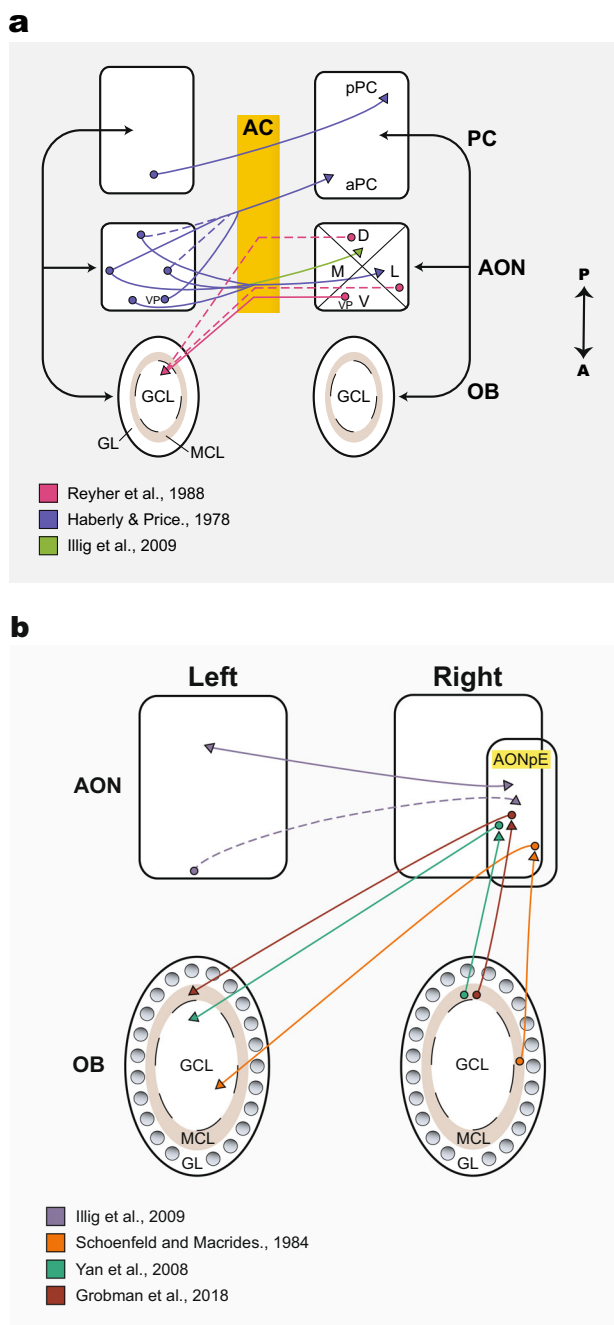 a
pPC
AC
PC
aPC
D
P
M
L
AON
VP
VP
V
A
OB
GCL
GCL
GL
MCL
Reyher et al., 1988
Haberly & Price., 1978
Illig et al., 2009
b
Left
Right
AONpE
AON
OB
GCL
GCL
MCL
MCL
GL
GL
Illig et al., 2009
Schoenfeld and Macrides., 1984
Yan et al., 2008
Grobman et al., 2018